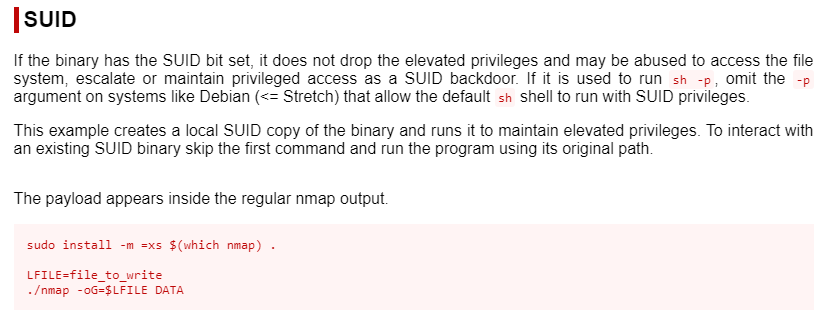 SUID
If the binary has the SUID bit set, it does not drop the elevated privileges and may be abused to access the file
system, escalate or maintain privileged access as a SUID backdoor. If it is used to run sh -p, omit the -p
argument on systems like Debian (<= Stretch) that allow the default sh shell to run with SUID privileges.
This example creates a local SUID copy of the binary and runs it to maintain elevated privileges. To interact with
an existing SUID binary skip the first command and run the program using its original path.
The payload appears inside the regular nmap output.
sudo install -m =xs $(which nmap) .
LFILE=file_to_write
./nmap -oG=$LFILE DATA